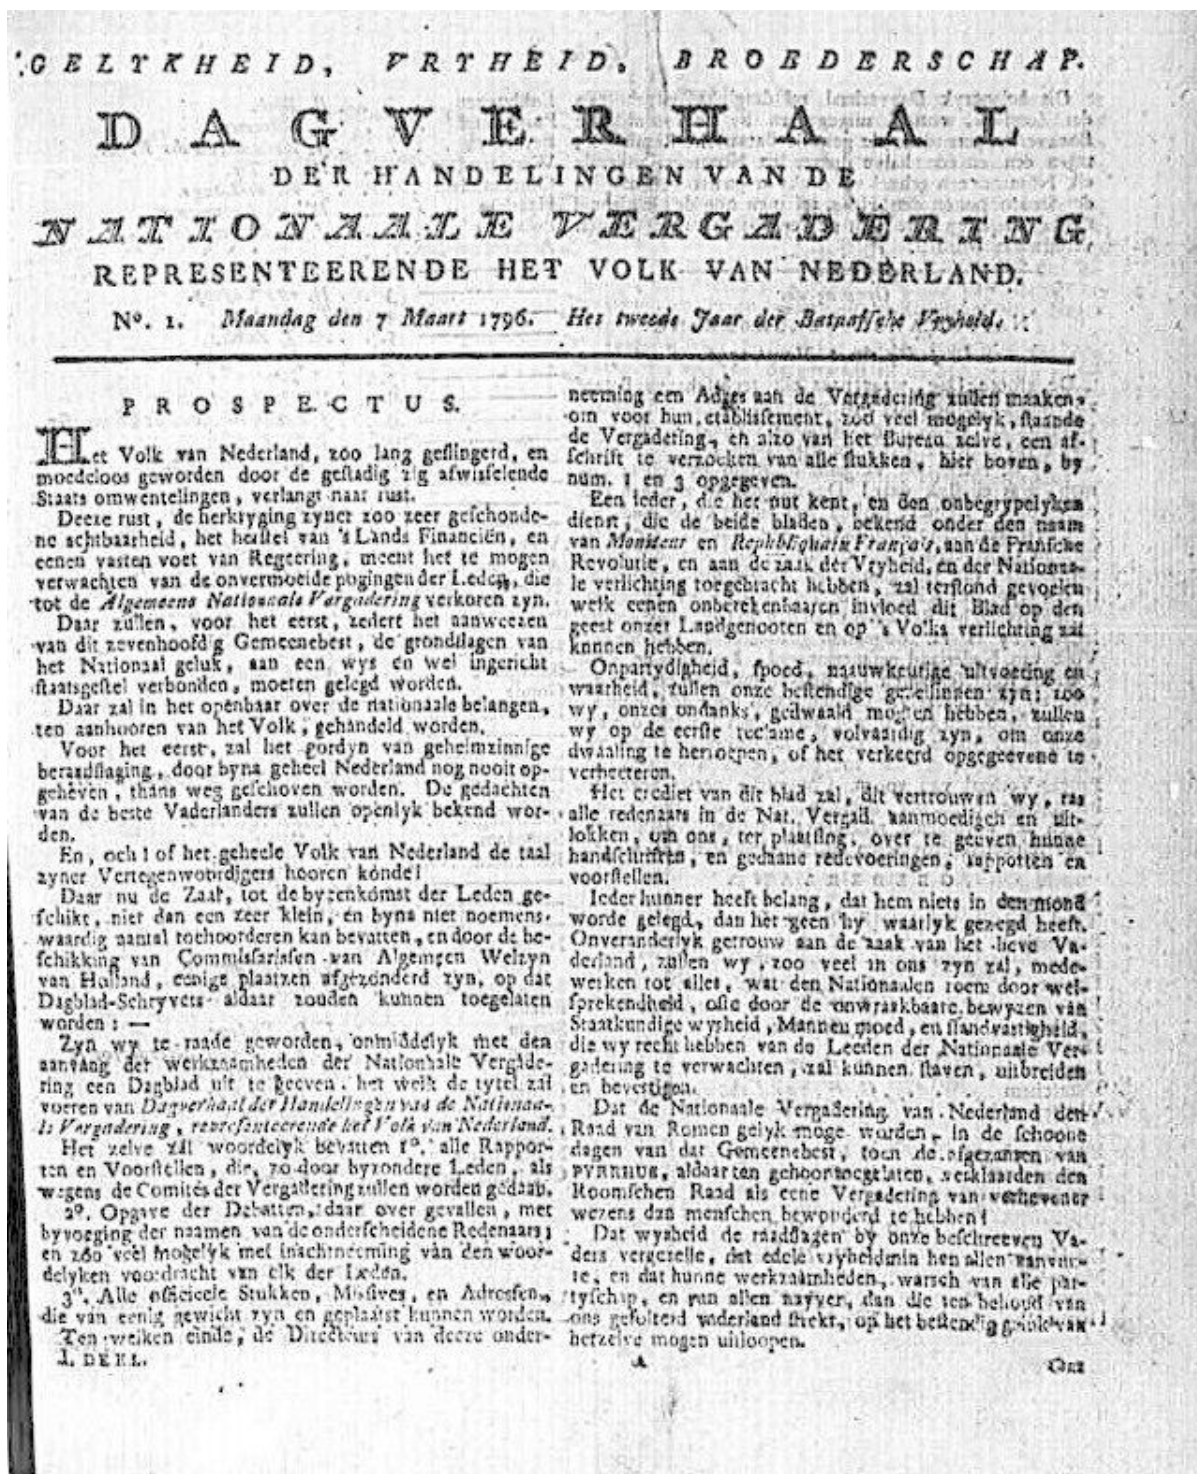 GELYKHEID, VRYHEID, BROEDERSCHAP.
DAGVERHAAL
DER HANDELINGEN VAN DE
NATIONAALE VERGADERING,
REPRESENTEERENDE HET VOLK VAN NEDERLAND.
No. 1. Maandag den 7 Maart 1796. Het tweede Jaar der Bataafsche Vryheid.
PROSPECTUS.
Het Volk van Nederland, zoo lang geslingerd, en
moedeloos geworden door de gestadig afwisselende
Staats omwentelingen, verlangt naar rust.
Deeze rust, de herkryging zyner zoo zeer geschonde-
ne achtbaarheid, het herstel van 's Lands Financiën, en
eenen vasten voet van Regeering, meent het te mogen
verwachten van de onvermoeide pogingen der Leden, die
tot de Algemeene Nationaale Vergadering verkoren zyn.
Daar zullen, voor het eerst, zedert het aanweezen
van dit zevenhoofdig Gemeenebest, de grondslagen van
het Nationaal geluk, aan een wys en wel ingericht
staatsgestel verbonden, moeten gelegd worden.
Daar zal in het openbaar over de nationaale belangen,
ten aanhooren van het Volk, gehandeld worden.
Voor het eerst, zal het gordyn van geheimzinnige
beraadslaging, door byna geheel Nederland nog nooit op-
geheven, thans weg geschoven worden. De gedachten
van de beste Vaderlanders zullen openlyk bekend wor-
den.
En, och! of het geheele Volk van Nederland de taal
zyner Vertegenwoordigers hooren konde!
Daar nu de Zaal, tot de byeenkomst der Leden ge-
schikt, niet dan een zeer klein, en byna niet noemens-
waardig aantal toehoorderen kan bevatten, en door de be-
schikking van Commissarissen van Algemeen Welzyn
van Holland, eenige plaatzen afgezonderd zyn, op dat
Dagblad-Schryvers aldaar zouden kunnen toegelaten
worden: —
Zyn wy te raade geworden, onmiddelyk met den
aanvang der werkzaamheden der Nationaale Vergade-
ring een Dagblad uit te geeven, het welk de tytel zal
voeren van Dagverhaal der Handelingen van de Nationaa-
le Vergadering, representeerende het Volk van Nederland.
Het zelve zal woordelyk bevatten 1°. alle Rappor-
ten en Voorstellen, die, zo door byzondere Leden, als
wegens de Comités der Vergadering zullen worden gedaan.
2°. Opgave der Debatten, daar over gevallen, met
byvoeging der naamen van de onderscheidene Redenaars;
en zoo veel mogelyk met inachtneeming van den woor-
delyken voordracht van elk der Leden.
3°. Alle officieele Stukken, Missives, en Adressen,
die van eenig gewicht zyn en geplaatst kunnen worden.
Ten welken einde, de Directeurs van deeze onder-
I. DEEL.
neeming een Adres aan de Vergadering zullen maaken,
om voor hun etablissement, zoo veel mogelyk, staande
de Vergadering, en alzo van het Bureau zelve, een af-
schrift te verzoeken van alle stukken, hier boven, by
num. 1 en 3 opgegeven.
Een ieder, die het nut kent, en den onbegrypelyken
dienst, die de beide bladen, bekend onder den naam
van Moniteur en Republiquain Français, aan de Fransche
Revolutie, en aan de zaak der Vryheid, en der Nationaa-
le verlichting toegebracht hebben, zal terstond gevoelen
welk eenen onberekenbaaren invloed dit Blad op den
geest onzer Landgenooten en op 's Volks verlichting zal
kunnen hebben.
Onpartydigheid, spoed, naauwkeurige uitvoering en
waarheid, zullen onze bestendige gezellinnen zyn; zoo
wy, onzes ondanks, gedwaald mogten hebben, zullen
wy op de eerste reclame, volvaardig zyn, om onze
dwaaling te herroepen, of het verkeerd opgegeevene te
verbeeteren.
Het crediet van dit blad zal, dit vertrouwen wy, ras
alle redenaars in de Nat. Vergad. aanmoedigen en uit-
lokken, om ons, ter plaatsing, over te geeven hunne
handschriften, en gedaane redevoeringen, rapporten en
voorstellen.
Ieder hunner heeft belang, dat hem niets in den mond
worde gelegd, dan het geen hy waarlyk gezegd heeft.
Onveranderlyk getrouw aan de zaak van het lieve Va-
derland, zullen wy, zoo veel in ons zyn zal, mede-
werken tot alles, wat den Nationaalen roem door wel-
sprekendheid, ofte door de onwraakbaare bewyzen van
Staatkundige wysheid, Mannen moed, en standvastigheid,
die wy recht hebben van de Leeden der Nationaale Ver-
gadering te verwachten, zal kunnen staven, uitbreiden
en bevestigen.
Dat de Nationaale Vergadering van Nederland den
Raad van Romen gelyk moge worden, in de schoone
dagen van dat Gemeenebest, toen de afgezanten van
PYRRHUS, aldaar ten gehoor toegelaten, verklaarden den
Roomschen Raad als eene Vergadering van verhevener
wezens dan menschen bewonderd te hebben!
Dat wysheid de raadslagen by onze beschreeven Va-
ders vergezelle, dat edele vryheidmin hen allen aanvuu-
re, en dat hunne werkzaamheden, warsch van alle par-
tyschip, en van allen nayver, dan die ten behoud van
ons gefolterd vaderland strekt, op het bestendig geluk van
hetzelve mogen uitloopen.
A